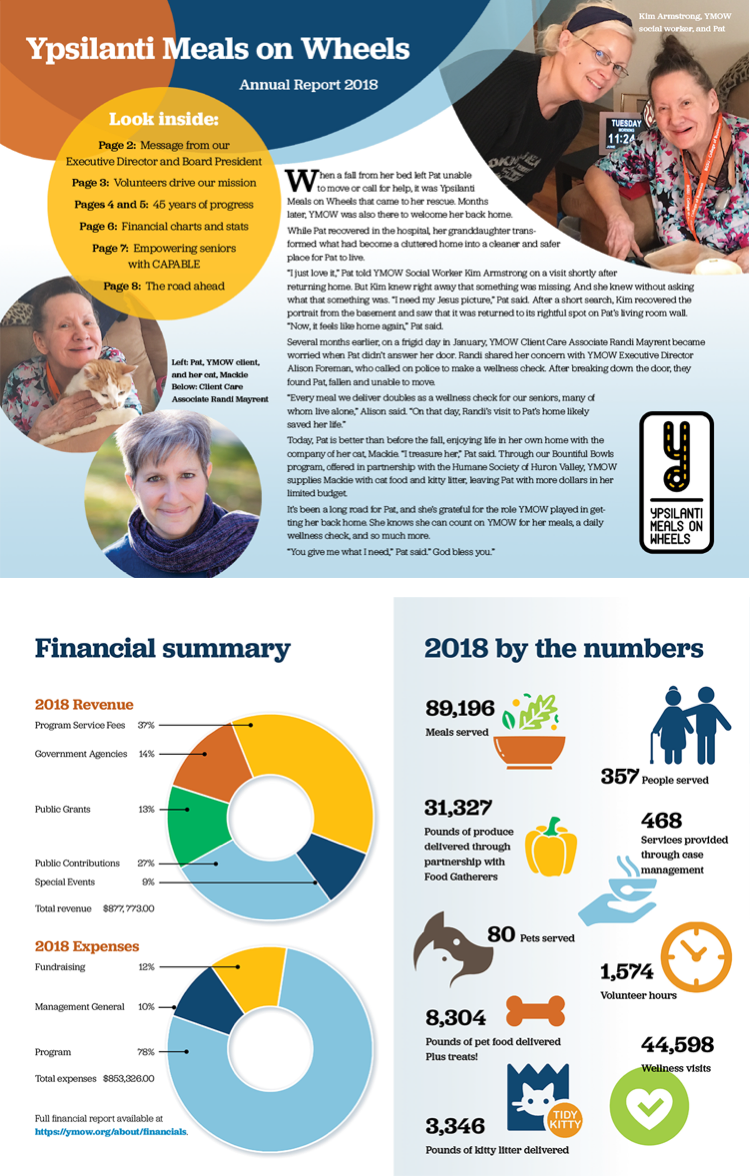 Kim Armstrong, YMOW
social worker, and Pat
Ypsilanti Meals on Wheels
Annual Report 2018
Look inside:
Page 2: Message from our
Executive Director and Board President
Page 3: Volunteers drive our mission
Pages 4 and 5: 45 years of progress
Page 6: Financial charts and stats
Page 7: Empowering seniors
with CAPABLE
Page 8: The road ahead
TUESDAY
MORNING
11:24
Left: Pat, YMOW client,
and her cat, Mackie
Below: Client Care
Associate Randi Mayrent
When a fall from her bed left Pat unable
to move or call for help, it was Ypsilanti
Meals on Wheels that came to her rescue. Months
later, YMOW was also there to welcome her back home.
While Pat recovered in the hospital, her granddaughter trans-
formed what had become a cluttered home into a cleaner and safer
place for Pat to live.
"I just love it," Pat told YMOW Social Worker Kim Armstrong on a visit shortly after
returning home. But Kim knew right away that something was missing. And she knew without asking
what that something was. "I need my Jesus picture," Pat said. After a short search, Kim recovered the
portrait from the basement and saw that it was returned to its rightful spot on Pat's living room wall.
"Now, it feels like home again," Pat said.
Several months earlier, on a frigid day in January, YMOW Client Care Associate Randi Mayrent became
worried when Pat didn't answer her door. Randi shared her concern with YMOW Executive Director
Alison Foreman, who called on police to make a wellness check. After breaking down the door, they
found Pat, fallen and unable to move.
"Every meal we deliver doubles as a wellness check for our seniors, many of
whom live alone," Alison said. "On that day, Randi's visit to Pat's home likely
saved her life."
Today, Pat is better than before the fall, enjoying life in her own home with the
company of her cat, Mackie. "I treasure her," Pat said. Through our Bountiful Bowls
program, offered in partnership with the Humane Society of Huron Valley, YMOW
supplies Mackie with cat food and kitty litter, leaving Pat with more dollars in her
limited budget.
It's been a long road for Pat, and she's grateful for the role YMOW played in get-
ting her back home. She knows she can count on YMOW for her meals, a daily
wellness check, and so much more.
"You give me what I need," Pat said." God bless you."
YPSILANTI
MEALS ON
WHEELS
Financial summary
2018 Revenue
Program Service Fees 37%
Government Agencies 14%
Public Grants 13%
Public Contributions 27%
Special Events 9%
Total revenue $877,773.00
2018 Expenses
Fundraising 12%
Management General 10%
Program 78%
Total expenses $853,326.00
Full financial report available at
https://ymow.org/about/financials.
2018 by the numbers
89,196
Meals served
357 People served
31,327
Pounds of produce
delivered through
partnership with
Food Gatherers
468
Services provided
through case
management
80 Pets served
1,574
Volunteer hours
8,304
Pounds of pet food delivered
Plus treats!
44,598
Wellness visits
TIDY
KITTY
3,346
Pounds of kitty litter delivered